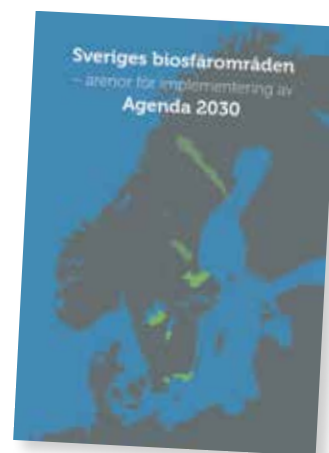 Sveriges biosfärområden
– arenor för implementering av
Agenda 2030